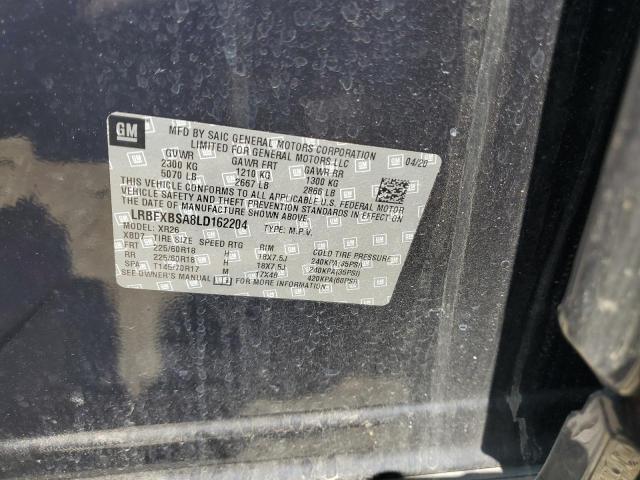 GM
MFD BY SAIC GENERAL MOTORS CORPORATION
LIMITED FOR GENERAL MOTORS LLC 04/20
GVWR GAWR FRT GAWR RR
2300 KG 1210 KG 1300 KG
5070 LB 2667 LB 2866 LB
THIS VEHICLE CONFORMS TO ALL APPLICABLE U.S. FEDERAL MOTOR
VEHICLE SAFETY AND THEFT PREVENTION STANDARDS IN EFFECT ON
THE DATE OF MANUFACTURE SHOWN ABOVE.
LRBFXBSA8LD162204 TYPE: M.P.V.
MODEL: XR26
XBD7 TIRE SIZE SPEED RTG RIM COLD TIRE PRESSURE
FRT 225/60R18 H 18X7.5J 240KPA(35PSI)
RR 225/60R18 H 18X7.5J 240KPA(35PSI)
SPA T145/70R17 M 17X4B 420KPA(60PSI)
SEE OWNER'S MANUAL FOR MORE INFORMATION